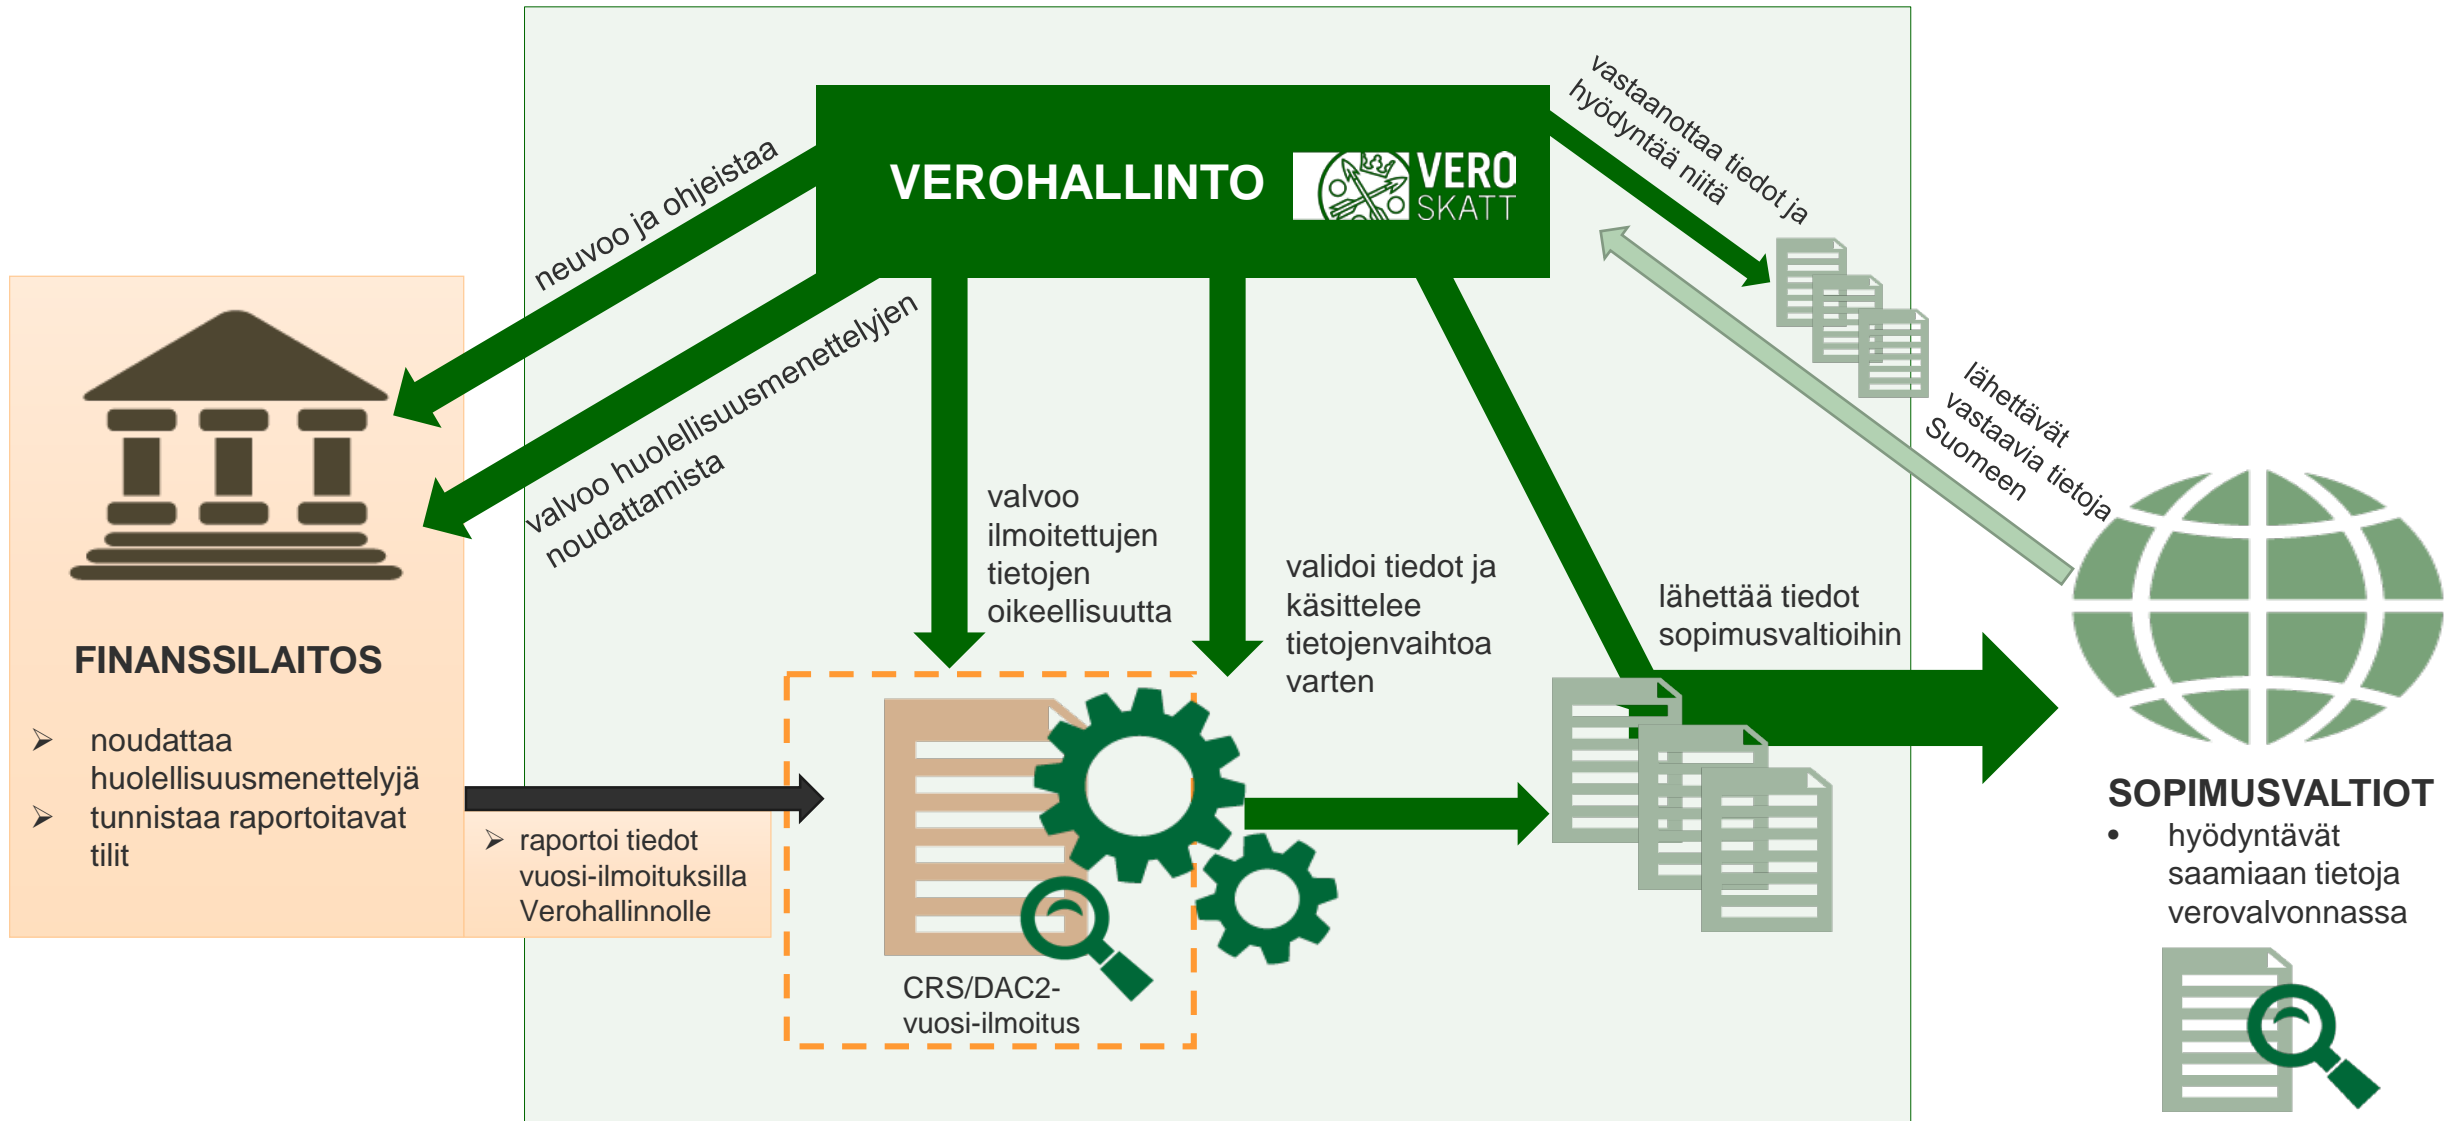 VEROHALLINTO
VERO
SKATT
neuvoo ja ohjeistaa
valvoo huolellisuusmenettelyjen
noudattamista
vastaanottaa tiedot ja
hyödyntää niitä
lähettävät
vastaavia tietoja
Suomeen
valvoo
ilmoitettujen
tietojen
oikeellisuutta
validoi tiedot ja
käsittelee
tietojenvaihtoa
varten
lähettää tiedot
sopimusvaltioihin
FINANSSILAITOS
➢ noudattaa
huolellisuusmenettelyjä
➢ tunnistaa raportoitavat
tilit
➢ raportoi tiedot
vuosi-ilmoituksilla
Verohallinnolle
CRS/DAC2-
vuosi-ilmoitus
SOPIMUSVALTIOT
• hyödyntävät
saamiaan tietoja
verovalvonnassa